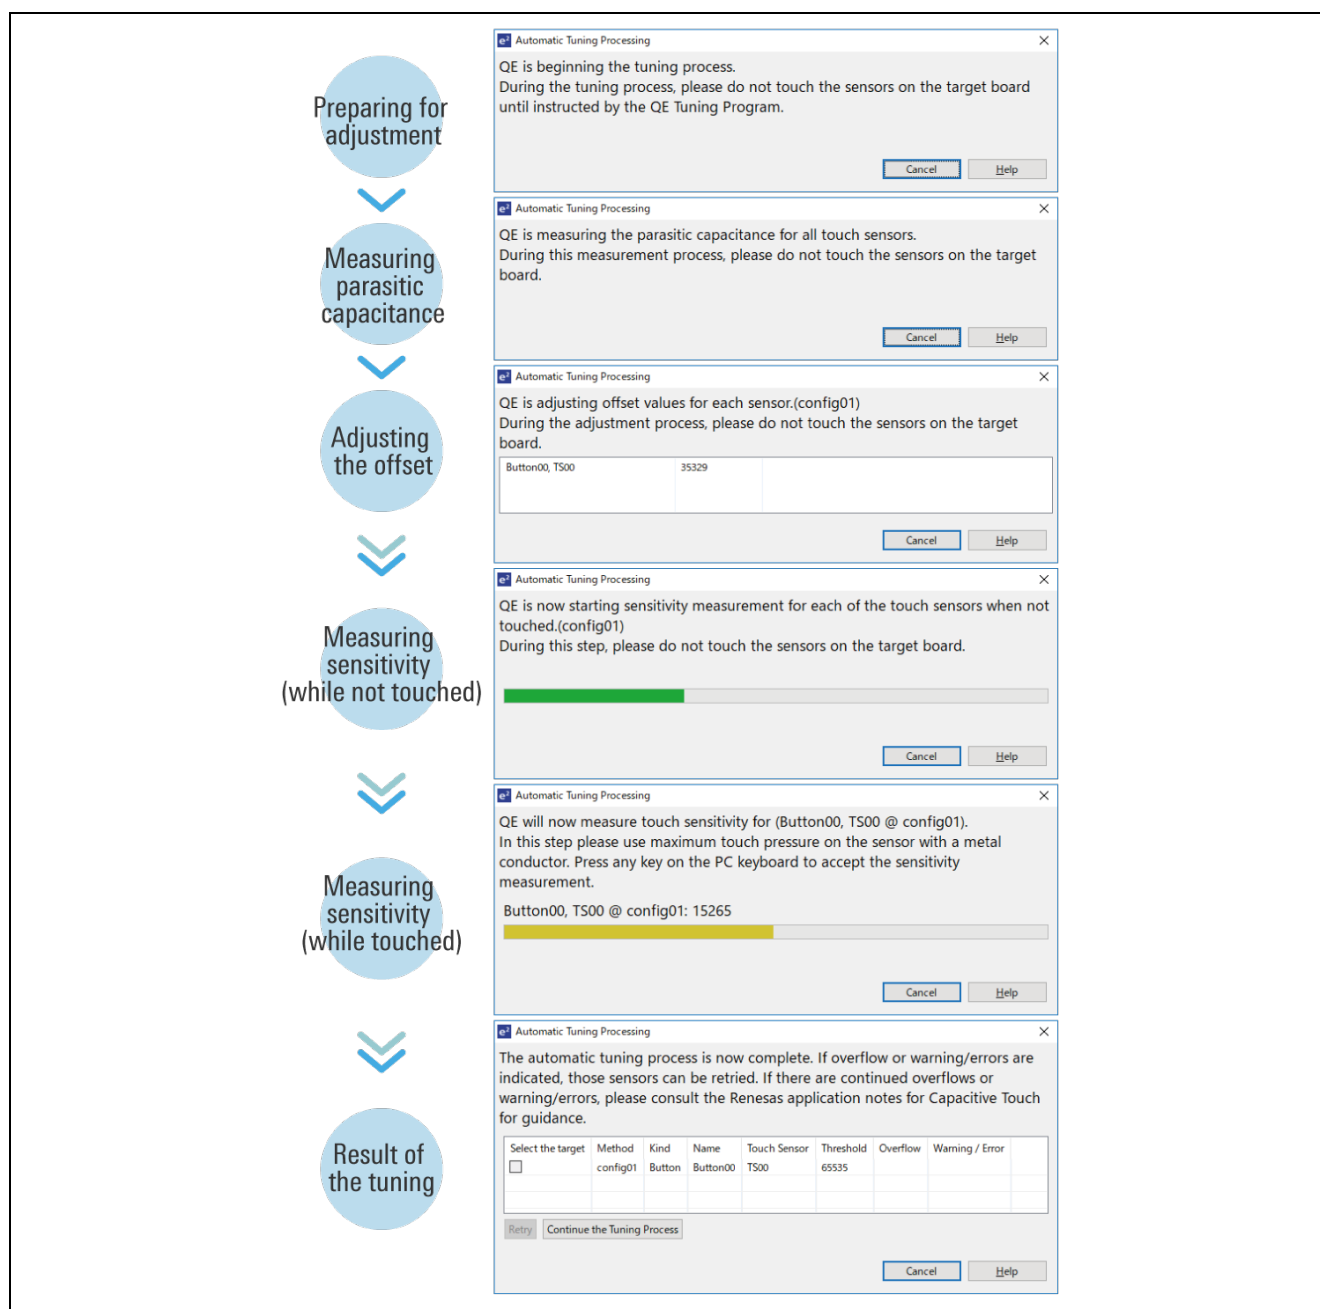 Preparing for
adjustment
e² Automatic Tuning Processing
QE is beginning the tuning process.
During the tuning process, please do not touch the sensors on the target board
until instructed by the QE Tuning Program.
Cancel Help
Measuring
parasitic
capacitance
e² Automatic Tuning Processing
QE is measuring the parasitic capacitance for all touch sensors.
During this measurement process, please do not touch the sensors on the target
board.
Cancel Help
Adjusting
the offset
e² Automatic Tuning Processing
QE is adjusting offset values for each sensor.(config01)
During the adjustment process, please do not touch the sensors on the target
board.
Button00, TS00 35329
Cancel Help
Measuring
sensitivity
(while not touched)
e² Automatic Tuning Processing
QE is now starting sensitivity measurement for each of the touch sensors when not
touched.(config01)
During this step, please do not touch the sensors on the target board.
Cancel Help
Measuring
sensitivity
(while touched)
e² Automatic Tuning Processing
QE will now measure touch sensitivity for (Button00, TS00 @ config01).
In this step please use maximum touch pressure on the sensor with a metal
conductor. Press any key on the PC keyboard to accept the sensitivity
measurement.
Button00, TS00 @ config01: 15265
Cancel Help
Result of
the tuning
e² Automatic Tuning Processing
The automatic tuning process is now complete. If overflow or warning/errors are
indicated, those sensors can be retried. If there are continued overflows or
warning/errors, please consult the Renesas application notes for Capacitive Touch
for guidance.
Select the target Method Kind Name Touch Sensor Threshold Overflow Warning / Error
config01 Button Button00 TS00 65535
Retry Continue the Tuning Process
Cancel Help